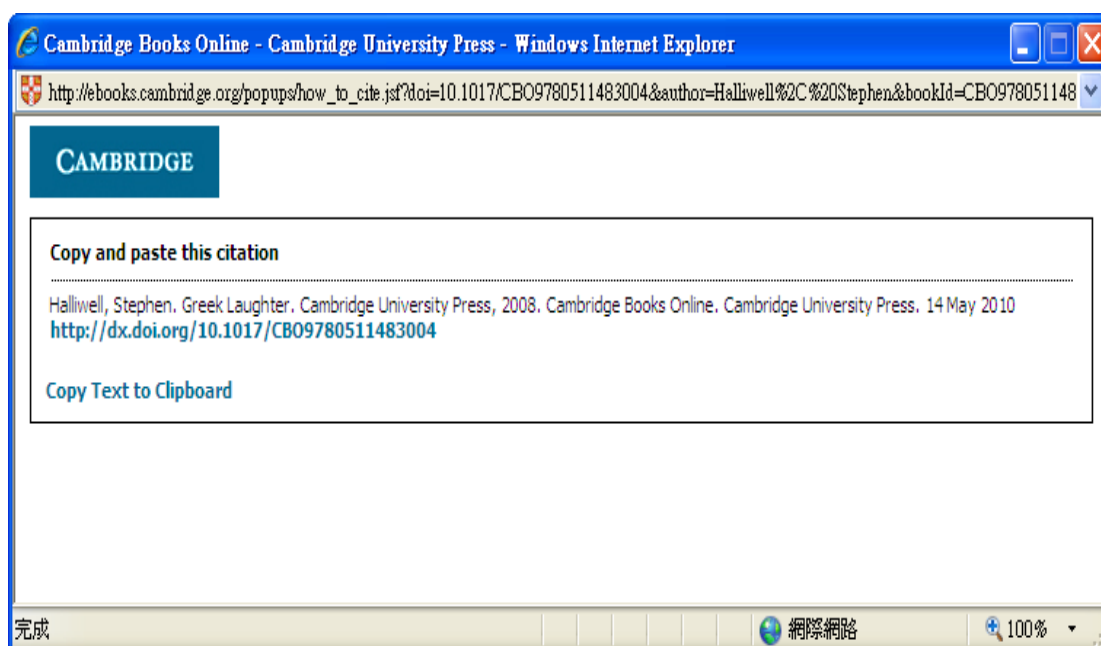 Cambridge Books Online - Cambridge University Press - Windows Internet Explorer
http://ebooks.cambridge.org/popups/how_to_cite.jsf?doi=10.1017/CBO9780511483004&author=Halliwell%2C%20Stephen&bookId=CBO978051148
CAMBRIDGE
Copy and paste this citation
Halliwell, Stephen. Greek Laughter. Cambridge University Press, 2008. Cambridge Books Online. Cambridge University Press. 14 May 2010
http://dx.doi.org/10.1017/CBO9780511483004
Copy Text to Clipboard
完成 網際網路 100%